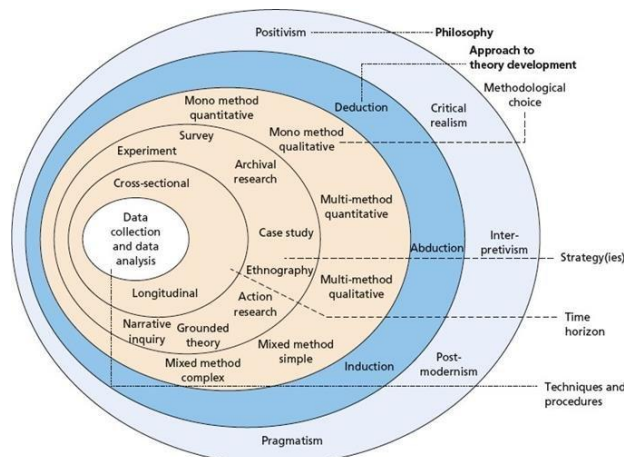 Positivism
Philosophy
Approach to
theory development
Methodological
choice
Mono method
quantitative
Deduction
Critical
realism
Survey
Mono method
qualitative
Experiment
Archival
research
Cross-sectional
Multi-method
quantitative
Data
collection
and data
analysis
Case study
Abduction
Inter-
pretivism
Strategy(ies)
Ethnography
Multi-method
qualitative
Longitudinal
Action
research
Time
horizon
Narrative
inquiry
Grounded
theory
Mixed method
simple
Mixed method
complex
Induction
Post-
modernism
Techniques and
procedures
Pragmatism